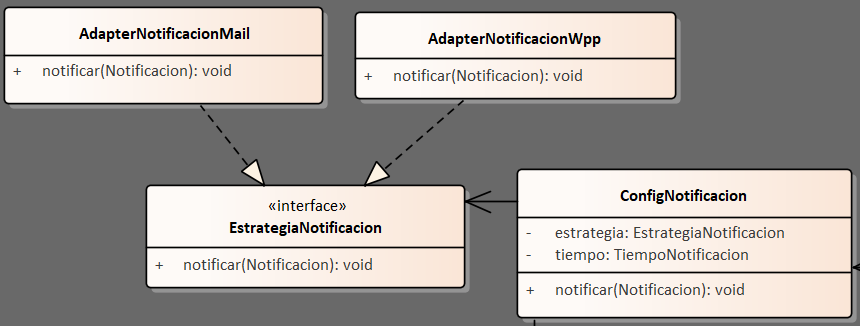 AdapterNotificacionMail
+ notificar(Notificacion): void
AdapterNotificacionWpp
+ notificar(Notificacion): void
«interface»
EstrategiaNotificacion
+ notificar(Notificacion): void
ConfigNotificacion
- estrategia: EstrategiaNotificacion
- tiempo: TiempoNotificacion
+ notificar(Notificacion): void